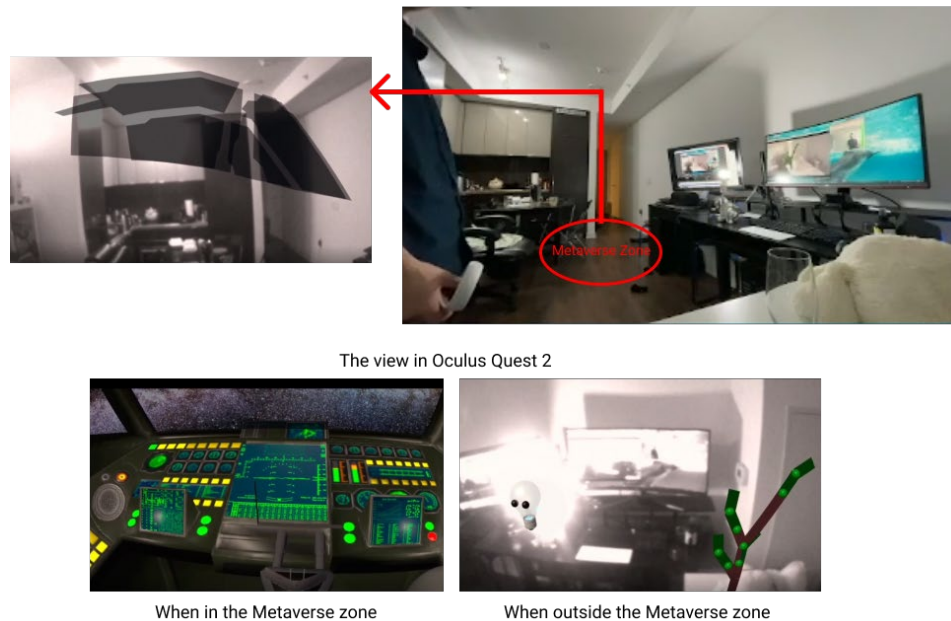 Metaverse Zone
The view in Oculus Quest 2
When in the Metaverse zone
When outside the Metaverse zone